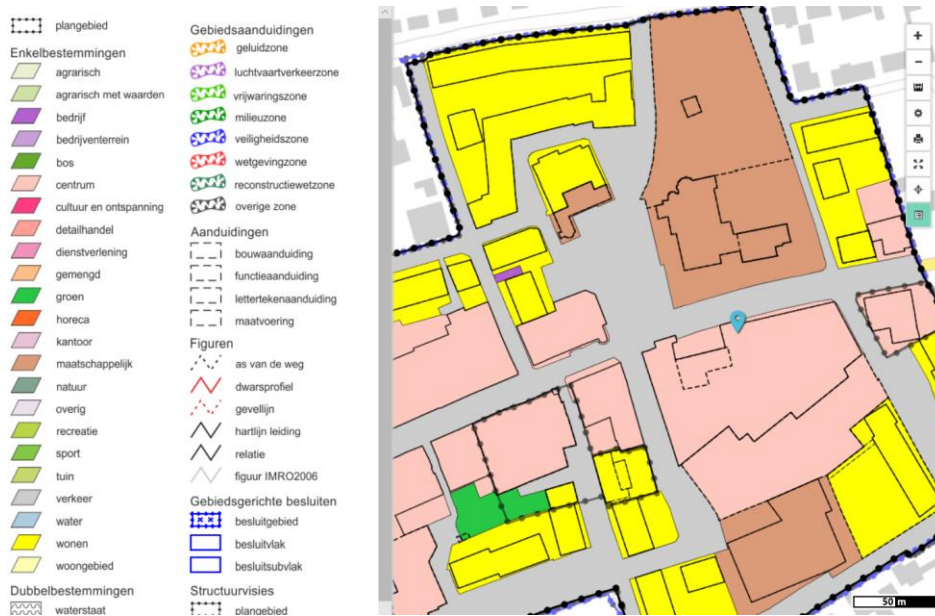 plangebied
Enkelbestemmingen
agrarisch
agrarisch met waarden
bedrijf
bedrijventerrein
bos
centrum
cultuur en ontspanning
detailhandel
dienstverlening
gemengd
groen
horeca
kantoor
maatschappelijk
natuur
overig
recreatie
sport
tuin
verkeer
water
wonen
woongebied
Dubbelbestemmingen
waterstaat
Gebiedsaanduidingen
geluidzone
luchtvaartverkeerzone
vrijwaringszone
milieuzone
veiligheidszone
wetgevingzone
reconstructiewetzone
overige zone
Aanduidingen
bouwaanduiding
functieaanduiding
lettertekenaanduiding
maatvoering
Figuren
as van de weg
dwarsprofiel
gevellijn
hartlijn leiding
relatie
figuur IMRO2006
Gebiedsgerichte besluiten
besluitgebied
besluitvlak
besluitsubvlak
Structuurvisies
plangebied
50 m